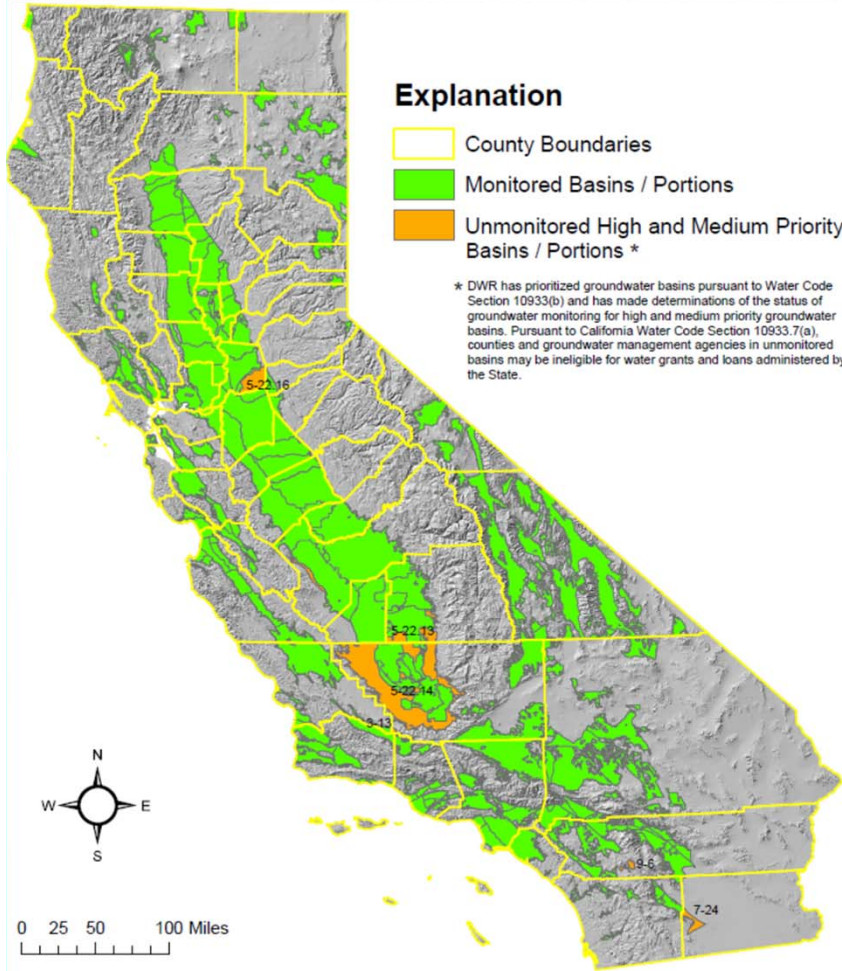 Explanation
County Boundaries
Monitored Basins / Portions
Unmonitored High and Medium Priority
Basins / Portions *
* DWR has prioritized groundwater basins pursuant to Water Code
Section 10933(b) and has made determinations of the status of
groundwater monitoring for high and medium priority groundwater
basins. Pursuant to California Water Code Section 10933.7(a),
counties and groundwater management agencies in unmonitored
basins may be ineligible for water grants and loans administered by
the State.
5-22.16
5-22.13
5-22.14
3-13
N
W E
S
9-6
7-24
0 25 50 100 Miles